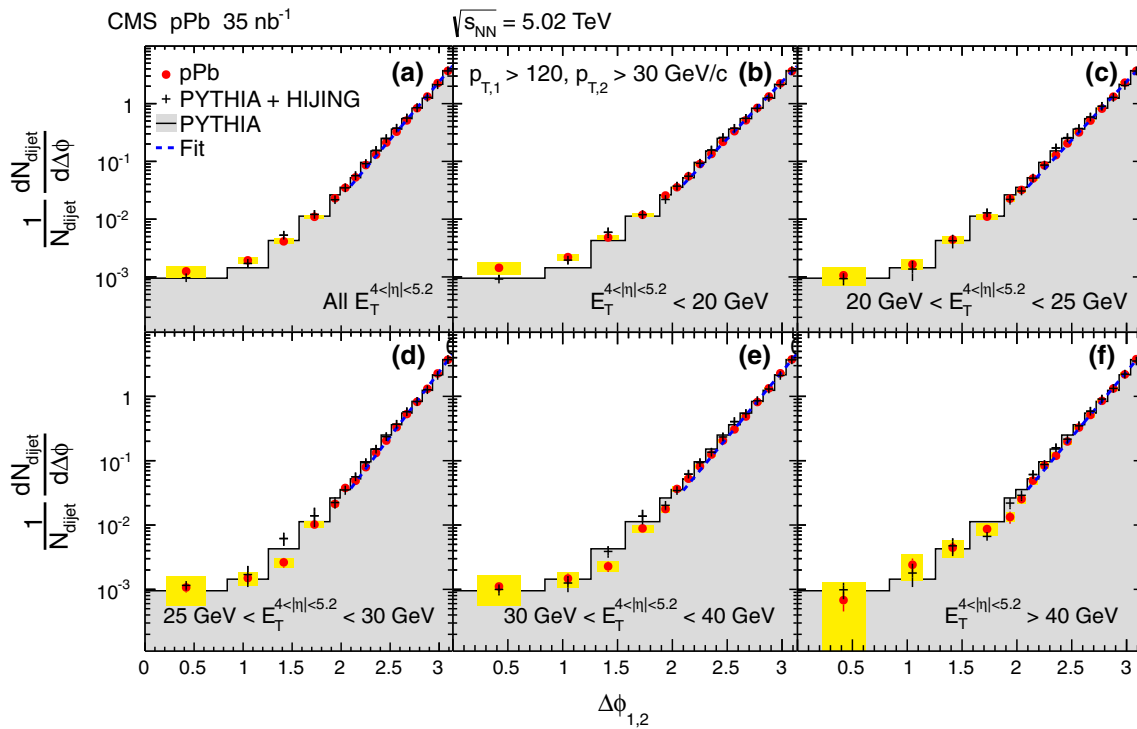 CMS pPb 35 nb⁻¹ √s_NN = 5.02 TeV
(a)
pPb
PYTHIA + HIJING
PYTHIA
Fit
All E_T^{4<|η|<5.2}
(b)
p_{T,1} > 120, p_{T,2} > 30 GeV/c
E_T^{4<|η|<5.2} < 20 GeV
(c)
20 GeV < E_T^{4<|η|<5.2} < 25 GeV
1/N_dijet dN_dijet/dΔϕ
1
10⁻¹
10⁻²
10⁻³
(d)
25 GeV < E_T^{4<|η|<5.2} < 30 GeV
(e)
30 GeV < E_T^{4<|η|<5.2} < 40 GeV
(f)
E_T^{4<|η|<5.2} > 40 GeV
1/N_dijet dN_dijet/dΔϕ
1
10⁻¹
10⁻²
10⁻³
0 0.5 1 1.5 2 2.5 3 0.5 1 1.5 2 2.5 3 0.5 1 1.5 2 2.5 3
Δϕ_{1,2}